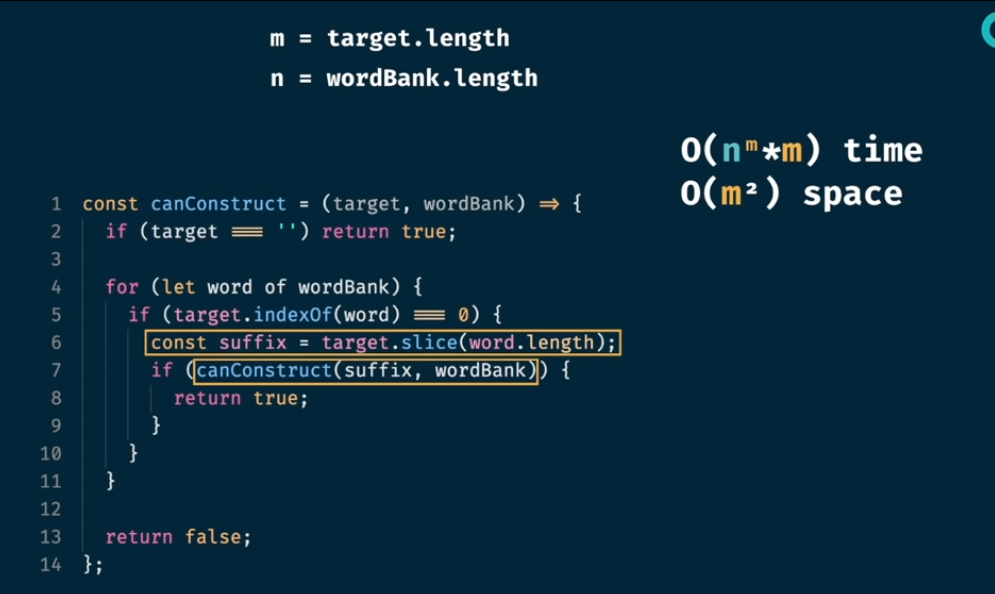 m = target.length
n = wordBank.length
O(nᵐ*m) time
O(m²) space
1 const canConstruct = (target, wordBank) => {
2 if (target === '') return true;
3
4 for (let word of wordBank) {
5 if (target.indexOf(word) === 0) {
6 const suffix = target.slice(word.length);
7 if (canConstruct(suffix, wordBank)) {
8 return true;
9 }
10 }
11 }
12
13 return false;
14 };